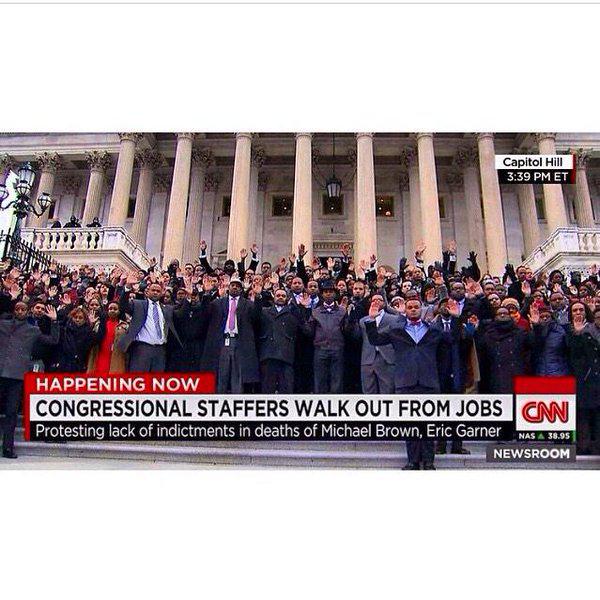 Capitol Hill
3:39 PM ET
HAPPENING NOW
CONGRESSIONAL STAFFERS WALK OUT FROM JOBS
Protesting lack of indictments in deaths of Michael Brown, Eric Garner
CNN
NAS ▲ 38.95
NEWSROOM